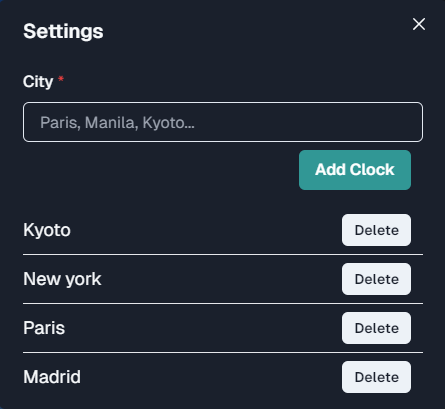 Settings
City *
Paris, Manila, Kyoto...
Add Clock
Kyoto Delete
New york Delete
Paris Delete
Madrid Delete